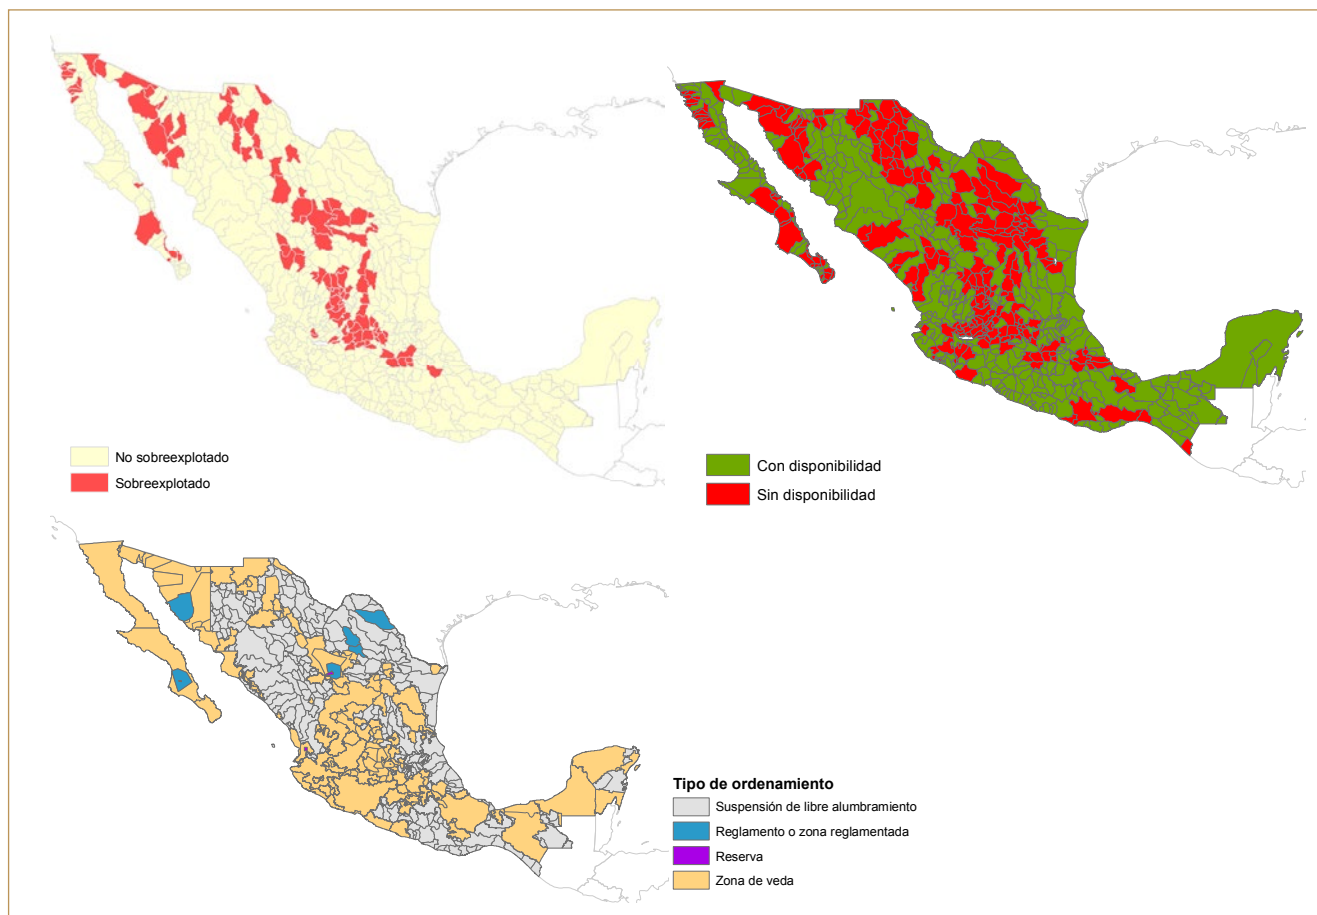 No sobreexplotado
Sobreexplotado
Con disponibilidad
Sin disponibilidad
Tipo de ordenamiento
Suspensión de libre alumbramiento
Reglamento o zona reglamentada
Reserva
Zona de veda